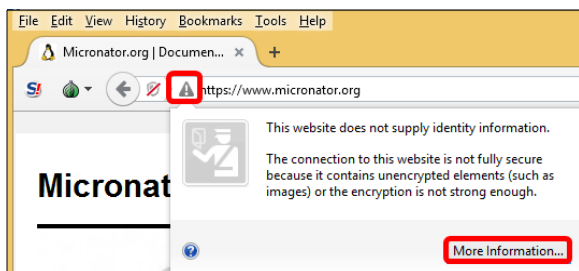 File Edit View History Bookmarks Tools Help
Micronator.org | Documen... × +
S! https://www.micronator.org
This website does not supply identity information.
The connection to this website is not fully secure
because it contains unencrypted elements (such as
images) or the encryption is not strong enough.
Micronat
? More Information...